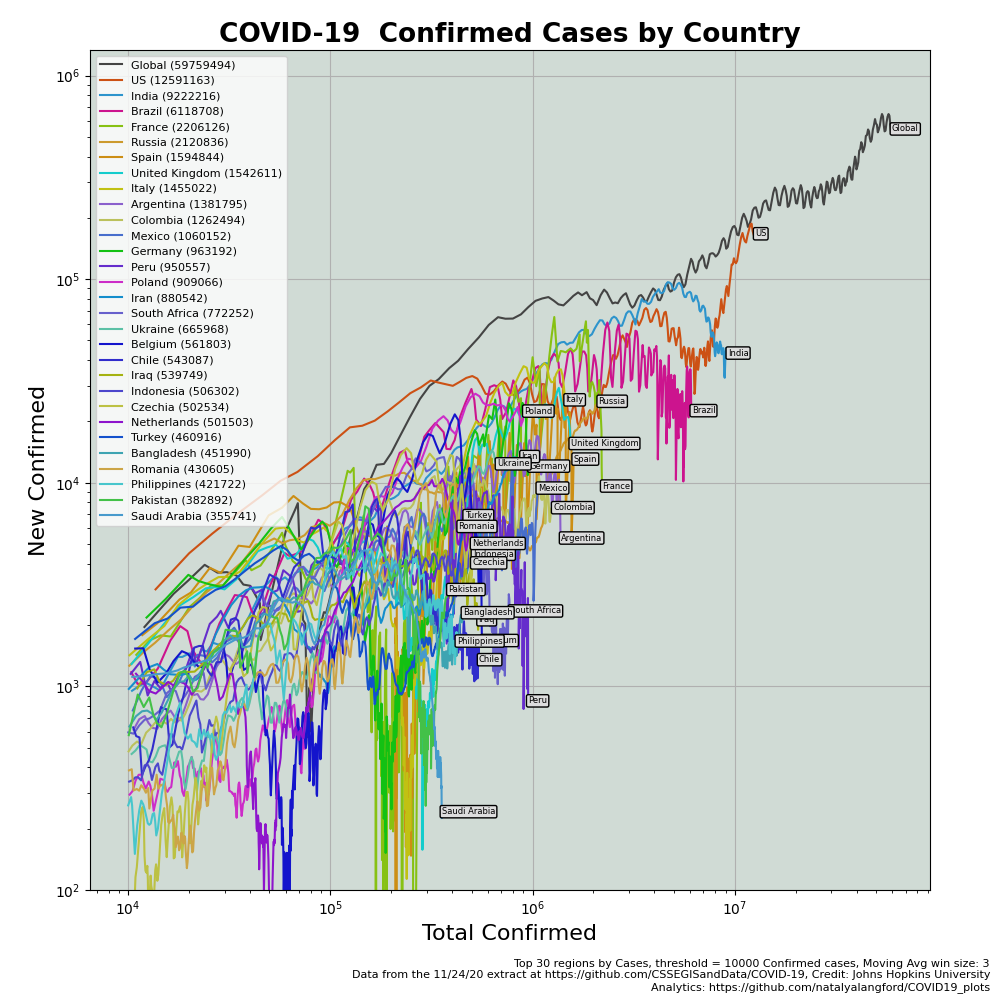 COVID-19  Confirmed Cases by Country
Global (59759494)
US (12591163)
India (9222216)
Brazil (6118708)
France (2206126)
Russia (2120836)
Spain (1594844)
United Kingdom (1542611)
Italy (1455022)
Argentina (1381795)
Colombia (1262494)
Mexico (1060152)
Germany (963192)
Peru (950557)
Poland (909066)
Iran (880542)
South Africa (772252)
Ukraine (665968)
Belgium (561803)
Chile (543087)
Iraq (539749)
Indonesia (506302)
Czechia (502534)
Netherlands (501503)
Turkey (460916)
Bangladesh (451990)
Romania (430605)
Philippines (421722)
Pakistan (382892)
Saudi Arabia (355741)
Global
US
India
Italy
Russia
Poland
Brazil
United Kingdom
Iran
Ukraine
Germany
Spain
France
Mexico
Colombia
Turkey
Romania
Argentina
Netherlands
Indonesia
Czechia
Pakistan
Bangladesh
South Africa
Iraq
Philippines
Chile
Peru
Saudi Arabia
10⁶
10⁵
10⁴
10³
10²
New Confirmed
10⁴
10⁵
10⁶
10⁷
Total Confirmed
Top 30 regions by Cases, threshold = 10000 Confirmed cases, Moving Avg win size: 3
Data from the 11/24/20 extract at https://github.com/CSSEGISandData/COVID-19, Credit: Johns Hopkins University
Analytics: https://github.com/natalyalangford/COVID19_plots